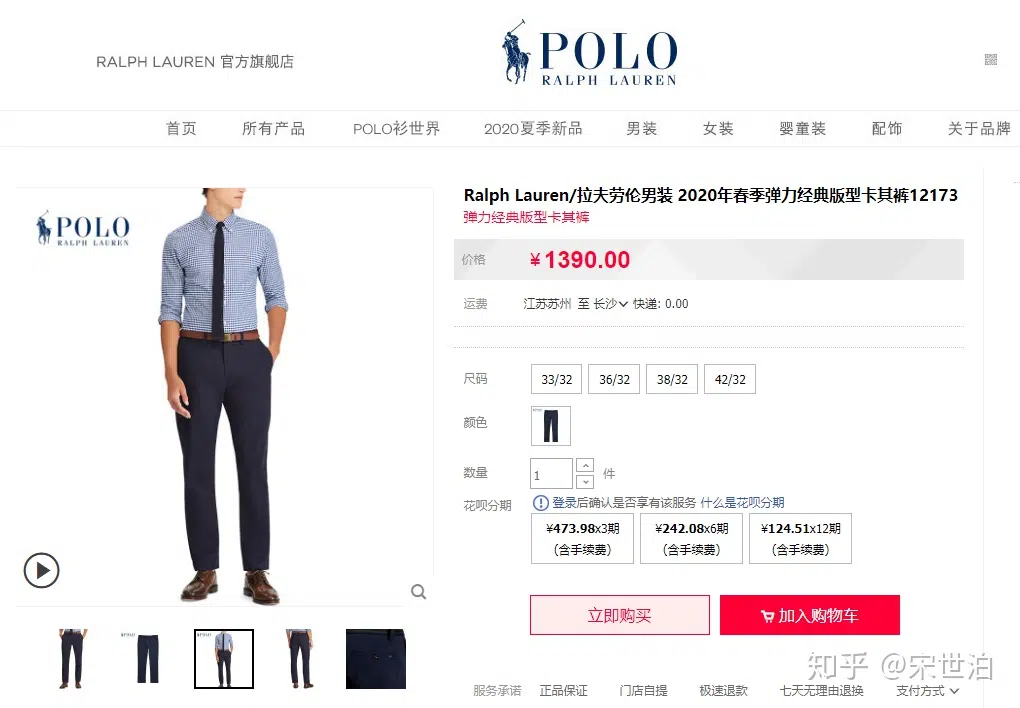 RALPH LAUREN 官方旗舰店
POLO
RALPH LAUREN
首页 所有产品 POLO衫世界 2020夏季新品 男装 女装 婴童装 配饰 关于品牌
POLO
RALPH LAUREN
Ralph Lauren/拉夫劳伦男装 2020年春季弹力经典版型卡其裤12173
弹力经典版型卡其裤
价格 ¥1390.00
运费 江苏苏州 至 长沙 快递: 0.00
尺码 33/32 36/32 38/32 42/32
颜色
数量 1 件
花呗分期 登录后确认是否享有该服务 什么是花呗分期
¥473.98x3期 ¥242.08x6期 ¥124.51x12期
(含手续费) (含手续费) (含手续费)
立即购买 加入购物车
知乎 @宋世泊
服务承诺 正品保证 门店自提 极速退款 七天无理由退换 支付方式